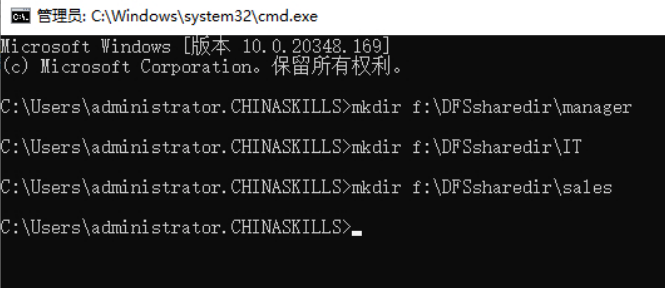 管理员: C:\Windows\system32\cmd.exe
Microsoft Windows [版本 10.0.20348.169]
(c) Microsoft Corporation。保留所有权利。
C:\Users\administrator.CHINASKILLS>mkdir f:\DFSsharedir\manager
C:\Users\administrator.CHINASKILLS>mkdir f:\DFSsharedir\IT
C:\Users\administrator.CHINASKILLS>mkdir f:\DFSsharedir\sales
C:\Users\administrator.CHINASKILLS>